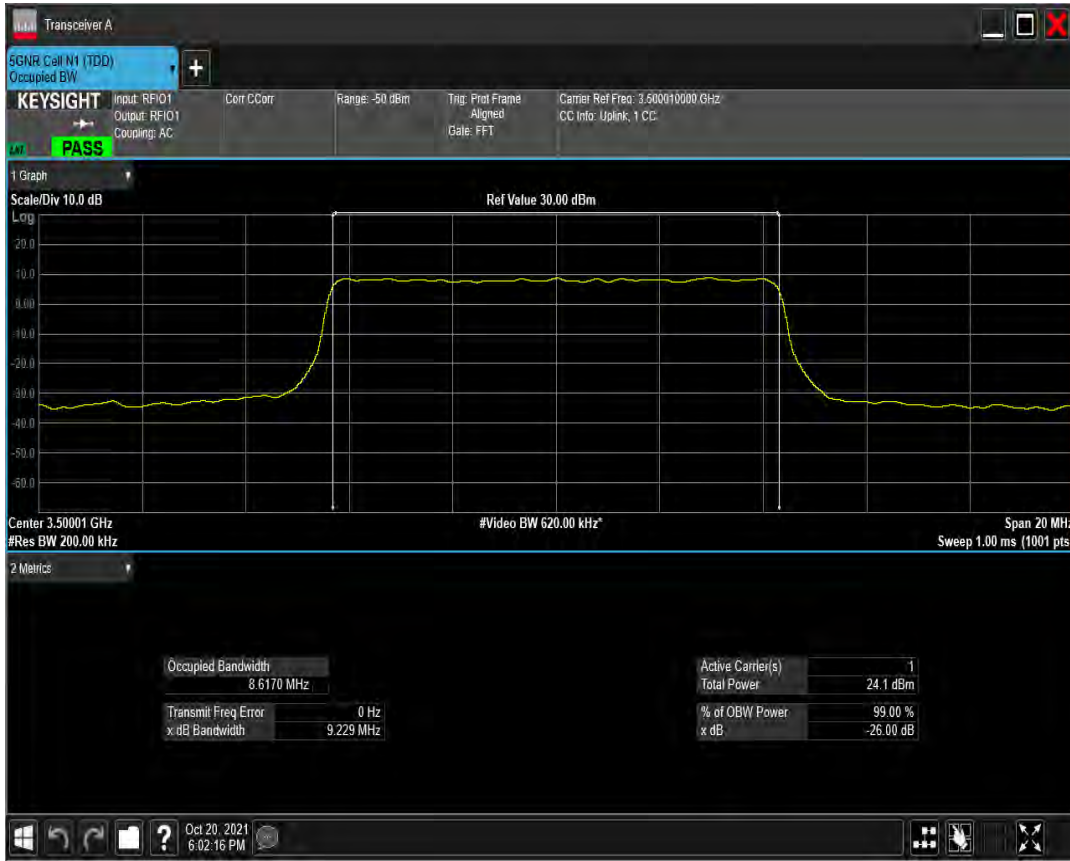 Transceiver A
5GNR Cell N1 (TDD)
Occupied BW
+
KEYSIGHT
Input: RFIO1
Output: RFIO1
Coupling: AC
Corr CCorr
Range: -50 dBm
Trig: Prot Frame
Aligned
Gate: FFT
Carrier Ref Freq: 3.500010000 GHz
CC Info: Uplink, 1 CC
PASS
1 Graph
Scale/Div 10.0 dB
Ref Value 30.00 dBm
Log
20.0
10.0
0.00
-10.0
-20.0
-30.0
-40.0
-50.0
-60.0
Center 3.50001 GHz
#Video BW 620.00 kHz*
Span 20 MHz
#Res BW 200.00 kHz
Sweep 1.00 ms (1001 pts
2 Metrics
Occupied Bandwidth
8.6170 MHz
Transmit Freq Error 0 Hz
x dB Bandwidth 9.229 MHz
Active Carrier(s) 1
Total Power 24.1 dBm
% of OBW Power 99.00 %
x dB -26.00 dB
?
Oct 20, 2021
6:02:16 PM